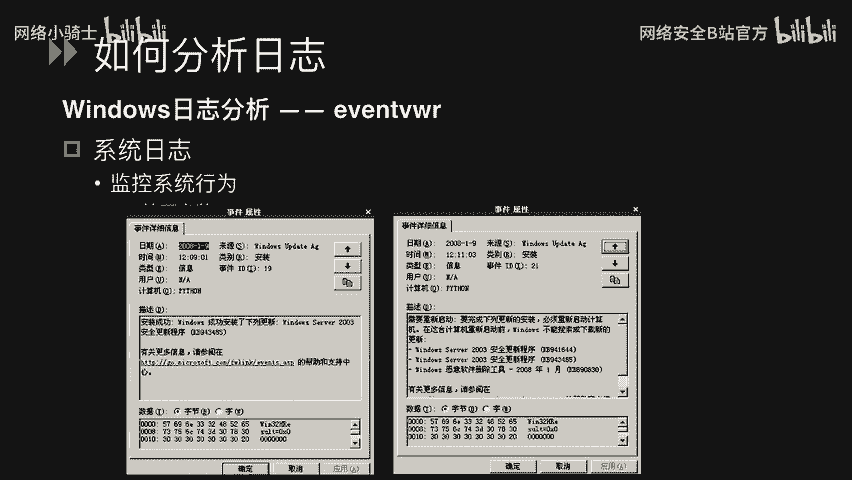 网络小骑士 bilibili
网络安全B站官方 bilibili
如何分析日志
Windows日志分析 —— eventvwr
系统日志
• 监控系统行为
事件 属性
事件详细信息
日期(A): 2008-1-9 来源(S): Windows Update Ag
时间(M): 12:09:01 类别(R): 安装
类型(E): 信息 事件 ID(I): 19
用户(U): N/A
计算机(O): PYTHON
描述(D):
安装成功: Windows 成功安装了下列更新: Windows Server 2003
安全更新程序 (KB943485)
有关更多信息，请参阅在
http://go.microsoft.com/fwlink/events.asp 的帮助和支持中
心。
数据(T): 字节(B) 字(W)
0000: 57 69 6e 33 32 48 52 65 Win32HRe
0008: 73 75 6c 74 3d 30 78 30 sult=0x0
0010: 30 30 30 30 30 30 30 20 0000000
确定 取消 应用(A)
事件 属性
事件详细信息
日期(A): 2008-1-9 来源(S): Windows Update Ag
时间(M): 12:11:03 类别(R): 安装
类型(E): 信息 事件 ID(I): 21
用户(U): N/A
计算机(O): PYTHON
描述(D):
需要重新启动: 要完成下列更新的安装，必须重新启动计算
机。在这台计算机重新启动前，Windows 不能搜索或下载新的
更新:
- Windows Server 2003 安全更新程序 (KB941644)
- Windows Server 2003 安全更新程序 (KB943485)
- Windows 恶意软件删除工具 - 2008 年 1 月 (KB890830)
有关更多信息，请参阅在
数据(T): 字节(B) 字(W)
0000: 57 69 6e 33 32 48 52 65 Win32HRe
0008: 73 75 6c 74 3d 30 78 30 sult=0x0
0010: 30 30 30 30 30 30 30 20 0000000
确定 取消 应用(A)